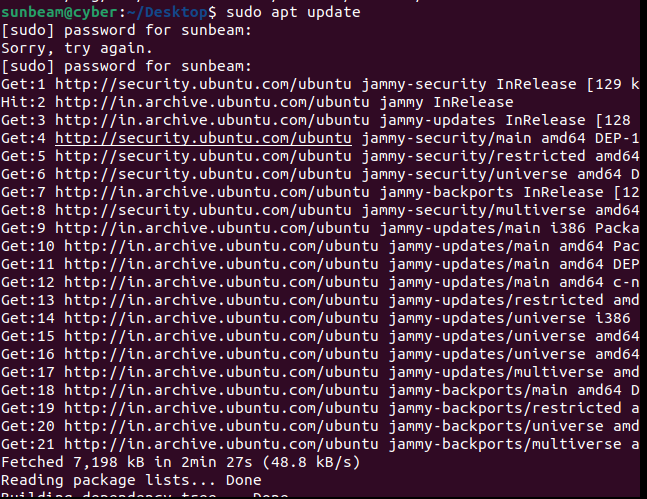 sunbeam@cyber:~/Desktop$ sudo apt update
[sudo] password for sunbeam:
Sorry, try again.
[sudo] password for sunbeam:
Get:1 http://security.ubuntu.com/ubuntu jammy-security InRelease [129 k
Hit:2 http://in.archive.ubuntu.com/ubuntu jammy InRelease
Get:3 http://in.archive.ubuntu.com/ubuntu jammy-updates InRelease [128
Get:4 http://security.ubuntu.com/ubuntu jammy-security/main amd64 DEP-1
Get:5 http://security.ubuntu.com/ubuntu jammy-security/restricted amd64
Get:6 http://security.ubuntu.com/ubuntu jammy-security/universe amd64 D
Get:7 http://in.archive.ubuntu.com/ubuntu jammy-backports InRelease [12
Get:8 http://security.ubuntu.com/ubuntu jammy-security/multiverse amd64
Get:9 http://in.archive.ubuntu.com/ubuntu jammy-updates/main i386 Packa
Get:10 http://in.archive.ubuntu.com/ubuntu jammy-updates/main amd64 Pac
Get:11 http://in.archive.ubuntu.com/ubuntu jammy-updates/main amd64 DEP
Get:12 http://in.archive.ubuntu.com/ubuntu jammy-updates/main amd64 c-n
Get:13 http://in.archive.ubuntu.com/ubuntu jammy-updates/restricted amd
Get:14 http://in.archive.ubuntu.com/ubuntu jammy-updates/universe i386
Get:15 http://in.archive.ubuntu.com/ubuntu jammy-updates/universe amd64
Get:16 http://in.archive.ubuntu.com/ubuntu jammy-updates/universe amd64
Get:17 http://in.archive.ubuntu.com/ubuntu jammy-updates/multiverse amd
Get:18 http://in.archive.ubuntu.com/ubuntu jammy-backports/main amd64 D
Get:19 http://in.archive.ubuntu.com/ubuntu jammy-backports/restricted a
Get:20 http://in.archive.ubuntu.com/ubuntu jammy-backports/universe amd
Get:21 http://in.archive.ubuntu.com/ubuntu jammy-backports/multiverse a
Fetched 7,198 kB in 2min 27s (48.8 kB/s)
Reading package lists... Done
Building dependency tree... Done